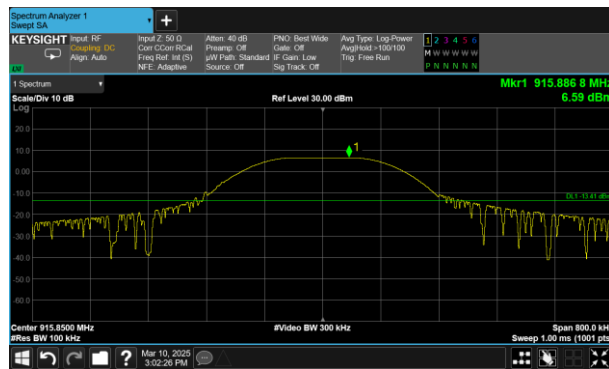 Spectrum Analyzer 1
Swept SA
KEYSIGHT
Input: RF
Coupling: DC
Align: Auto
Input Z: 50 Ω
Corr CCorr RCal
Freq Ref: Int (S)
NFE: Adaptive
Atten: 40 dB
Preamp: Off
µW Path: Standard
Source: Off
PNO: Best Wide
Gate: Off
IF Gain: Low
Sig Track: Off
Avg Type: Log-Power
Avg|Hold:>100/100
Trig: Free Run
1 2 3 4 5 6
M W W W W W
P N N N N N
1 Spectrum
Mkr1 915.886 8 MHz
Scale/Div 10 dB
Ref Level 30.00 dBm
6.59 dBm
Log
20.0
1
10.0
0.00
-10.0
DL1 -13.41 dBm
-20.0
-30.0
-40.0
-50.0
-60.0
Center 915.8500 MHz
#Video BW 300 kHz
Span 800.0 kHz
#Res BW 100 kHz
Sweep 1.00 ms (1001 pts)
?
Mar 10, 2025
3:02:26 PM